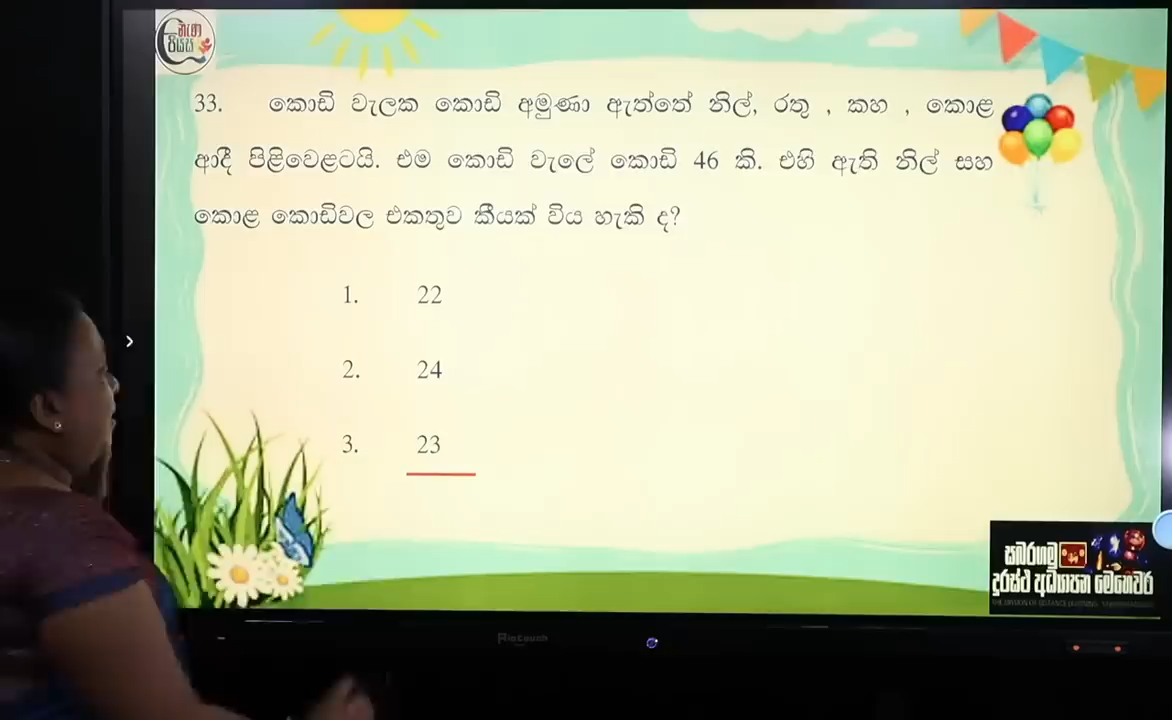 නැණ
පියස
33. කොඩි වැලක කොඩි අමුණා ඇත්තේ නිල්, රතු , කහ , කොළ
ආදී පිළිවෙළටයි. එම කොඩි වැලේ කොඩි 46 කි. එහි ඇති නිල් සහ
කොළ කොඩිවල එකතුව කීයක් විය හැකි ද?
1. 22
2. 24
3. 23
සබරගමු
දුරස්ථ අධ්‍යාපන මෙහෙවර